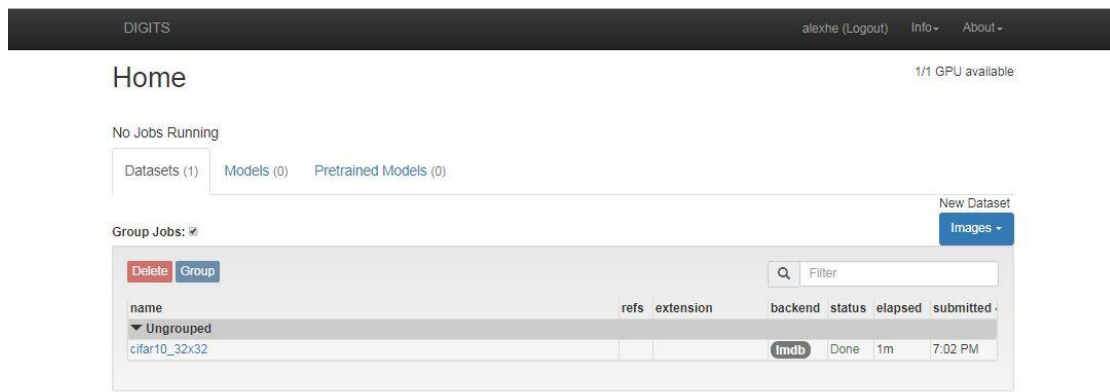 DIGITS alexhe (Logout) Info About
Home 1/1 GPU available
No Jobs Running
Datasets (1) Models (0) Pretrained Models (0)
New Dataset
Group Jobs: Images
Delete Group Filter
name refs extension backend status elapsed submitted
Ungrouped
cifar10_32x32 lmdb Done 1m 7:02 PM